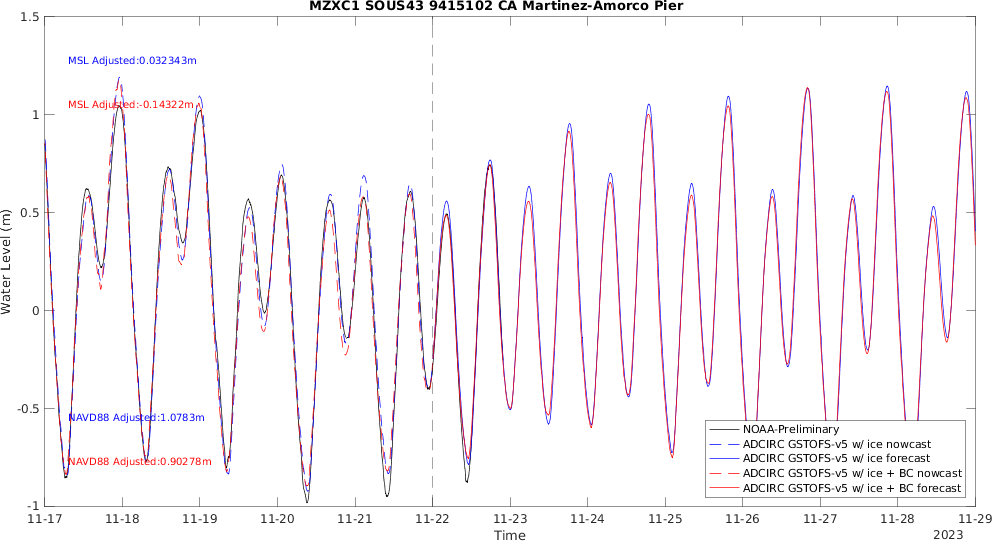 MZXC1 SOUS43 9415102 CA Martinez-Amorco Pier
1.5
1
0.5
0
-0.5
-1
Water Level (m)
MSL Adjusted:0.032343m
MSL Adjusted:-0.14322m
NAVD88 Adjusted:1.0783m
NAVD88 Adjusted:0.90278m
NOAA-Preliminary
ADCIRC GSTOFS-v5 w/ ice nowcast
ADCIRC GSTOFS-v5 w/ ice forecast
ADCIRC GSTOFS-v5 w/ ice + BC nowcast
ADCIRC GSTOFS-v5 w/ ice + BC forecast
11-17 11-18 11-19 11-20 11-21 11-22 11-23 11-24 11-25 11-26 11-27 11-28 11-29
Time
2023